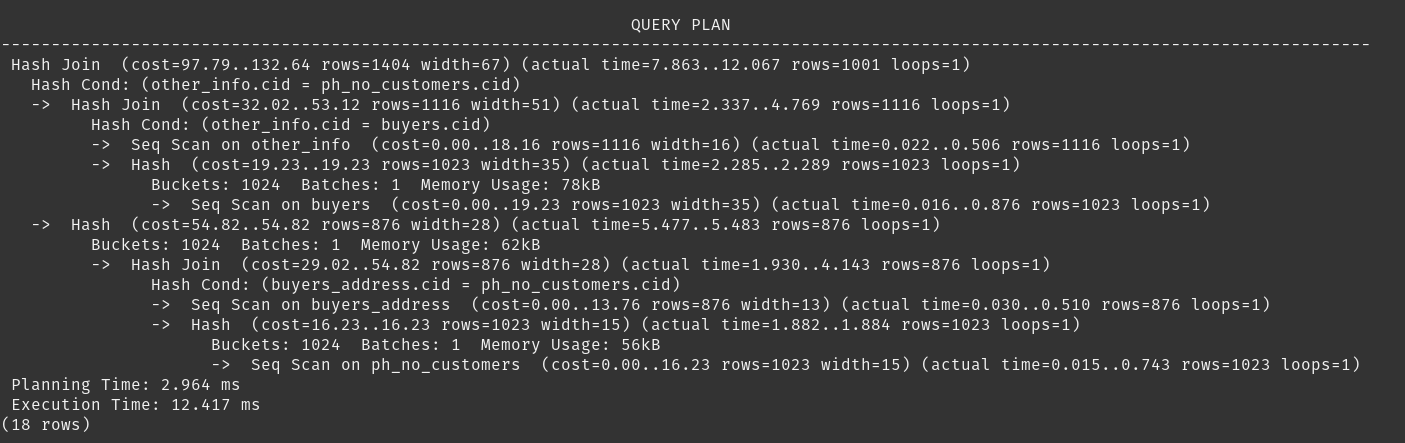 QUERY PLAN
-----------------------------------------------------------------------------------------------------------------------------------------
Hash Join  (cost=97.79..132.64 rows=1404 width=67) (actual time=7.863..12.067 rows=1001 loops=1)
  Hash Cond: (other_info.cid = ph_no_customers.cid)
  ->  Hash Join  (cost=32.02..53.12 rows=1116 width=51) (actual time=2.337..4.769 rows=1116 loops=1)
        Hash Cond: (other_info.cid = buyers.cid)
        ->  Seq Scan on other_info  (cost=0.00..18.16 rows=1116 width=16) (actual time=0.022..0.506 rows=1116 loops=1)
        ->  Hash  (cost=19.23..19.23 rows=1023 width=35) (actual time=2.285..2.289 rows=1023 loops=1)
              Buckets: 1024  Batches: 1  Memory Usage: 78kB
              ->  Seq Scan on buyers  (cost=0.00..19.23 rows=1023 width=35) (actual time=0.016..0.876 rows=1023 loops=1)
  ->  Hash  (cost=54.82..54.82 rows=876 width=28) (actual time=5.477..5.483 rows=876 loops=1)
        Buckets: 1024  Batches: 1  Memory Usage: 62kB
        ->  Hash Join  (cost=29.02..54.82 rows=876 width=28) (actual time=1.930..4.143 rows=876 loops=1)
              Hash Cond: (buyers_address.cid = ph_no_customers.cid)
              ->  Seq Scan on buyers_address  (cost=0.00..13.76 rows=876 width=13) (actual time=0.030..0.510 rows=876 loops=1)
              ->  Hash  (cost=16.23..16.23 rows=1023 width=15) (actual time=1.882..1.884 rows=1023 loops=1)
                    Buckets: 1024  Batches: 1  Memory Usage: 56kB
                    ->  Seq Scan on ph_no_customers  (cost=0.00..16.23 rows=1023 width=15) (actual time=0.015..0.743 rows=1023 loops=1)
Planning Time: 2.964 ms
Execution Time: 12.417 ms
(18 rows)